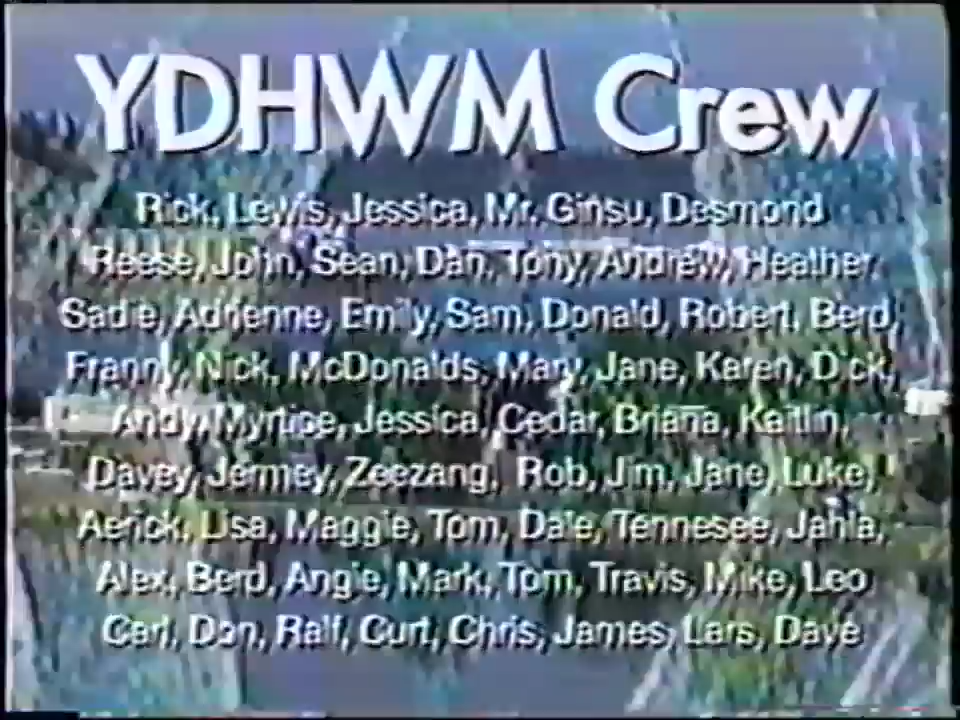 YDHWM Crew
Rick, Lewis, Jessica, Mr. Ginsu, Desmond
Reese, John, Sean, Dan, Tony, Andrew, Heather
Sadie, Adrienne, Emily, Sam, Donald, Robert, Berd,
Franny, Nick, McDonalds, Mary, Jane, Karen, Dick,
Andy, Myrtice, Jessica, Cedar, Briana, Kaitlin,
Davey, Jermey, Zeezang, Rob, Jim, Jane, Luke,
Aerick, Lisa, Maggie, Tom, Dale, Tennesee, Jahla,
Alex, Berd, Angie, Mark, Tom, Travis, Mike, Leo
Carl, Don, Ralf, Curt, Chris, James, Lars, Dave